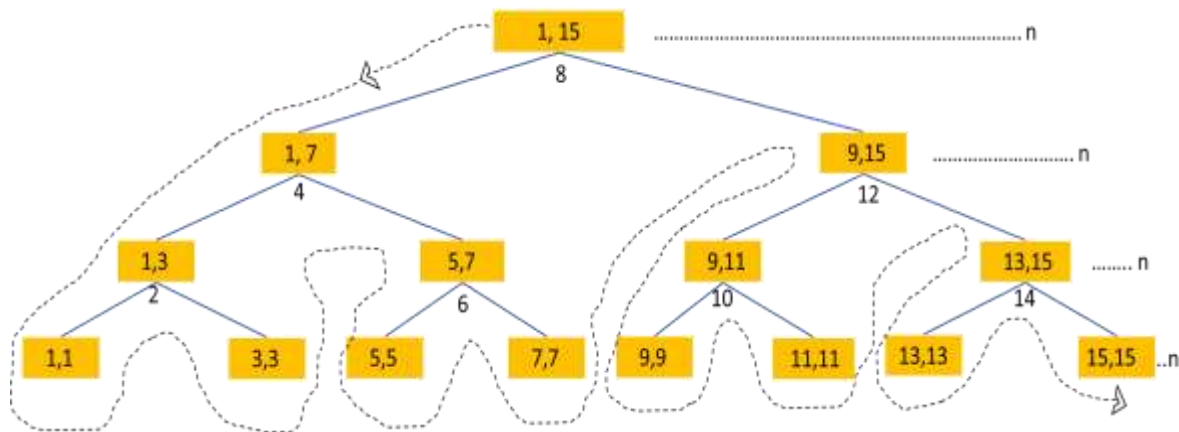 1, 15 ........................ n
8
1, 7 9,15 ........................ n
4 12
1,3 5,7 9,11 13,15 ........ n
2 6 10 14
1,1 3,3 5,5 7,7 9,9 11,11 13,13 15,15 ..n